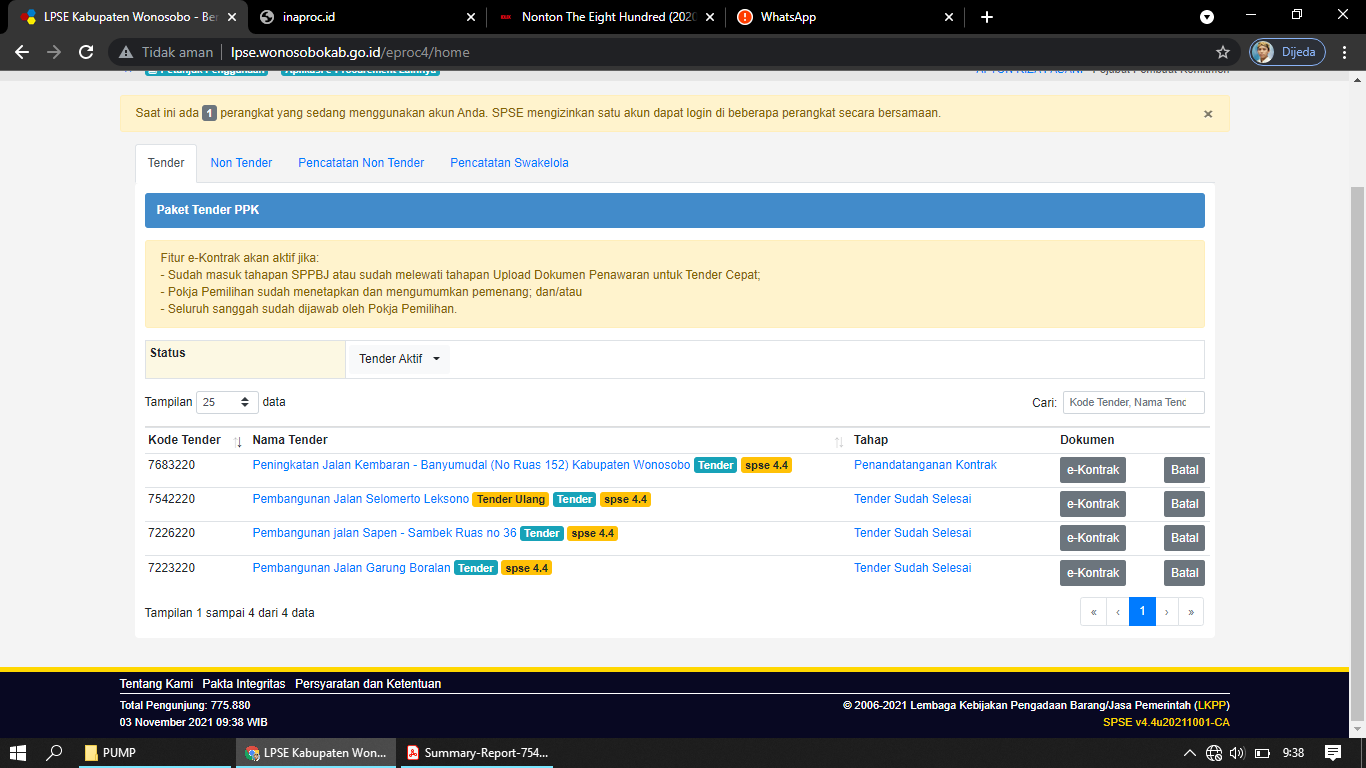 LPSE Kabupaten Wonosobo - Ber
inaproc.id
Nonton The Eight Hundred (2020
WhatsApp
Tidak aman
lpse.wonosobokab.go.id/eproc4/home
Dijeda
Petunjuk Penggunaan
Aplikasi e-Procurement Lainnya
Saat ini ada 1 perangkat yang sedang menggunakan akun Anda. SPSE mengizinkan satu akun dapat login di beberapa perangkat secara bersamaan. ×
Tender Non Tender Pencatatan Non Tender Pencatatan Swakelola
Paket Tender PPK
Fitur e-Kontrak akan aktif jika:
- Sudah masuk tahapan SPPBJ atau sudah melewati tahapan Upload Dokumen Penawaran untuk Tender Cepat;
- Pokja Pemilihan sudah menetapkan dan mengumumkan pemenang; dan/atau
- Seluruh sanggah sudah dijawab oleh Pokja Pemilihan.
Status Tender Aktif
Tampilan 25 data Cari: Kode Tender, Nama Tend
Kode Tender Nama Tender Tahap Dokumen
7683220 Peningkatan Jalan Kembaran - Banyumudal (No Ruas 152) Kabupaten Wonosobo Tender spse 4.4 Penandatanganan Kontrak e-Kontrak Batal
7542220 Pembangunan Jalan Selomerto Leksono Tender Ulang Tender spse 4.4 Tender Sudah Selesai e-Kontrak Batal
7226220 Pembangunan jalan Sapen - Sambek Ruas no 36 Tender spse 4.4 Tender Sudah Selesai e-Kontrak Batal
7223220 Pembangunan Jalan Garung Boralan Tender spse 4.4 Tender Sudah Selesai e-Kontrak Batal
Tampilan 1 sampai 4 dari 4 data « ‹ 1 › »
Tentang Kami Pakta Integritas Persyaratan dan Ketentuan
Total Pengunjung: 775.880 © 2006-2021 Lembaga Kebijakan Pengadaan Barang/Jasa Pemerintah (LKPP)
03 November 2021 09:38 WIB SPSE v4.4u20211001-CA
PUMP LPSE Kabupaten Won... Summary-Report-754... 9:38